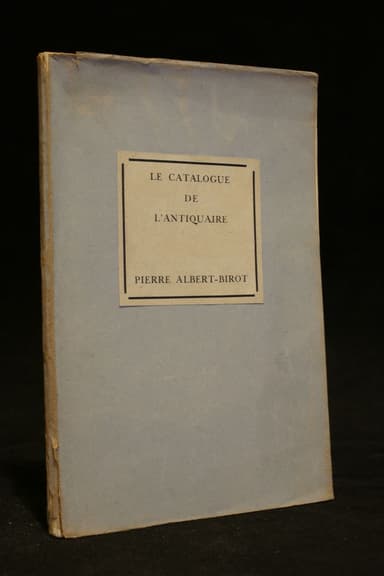 LE CATALOGUE
DE
L'ANTIQUAIRE
PIERRE ALBERT-BIROT